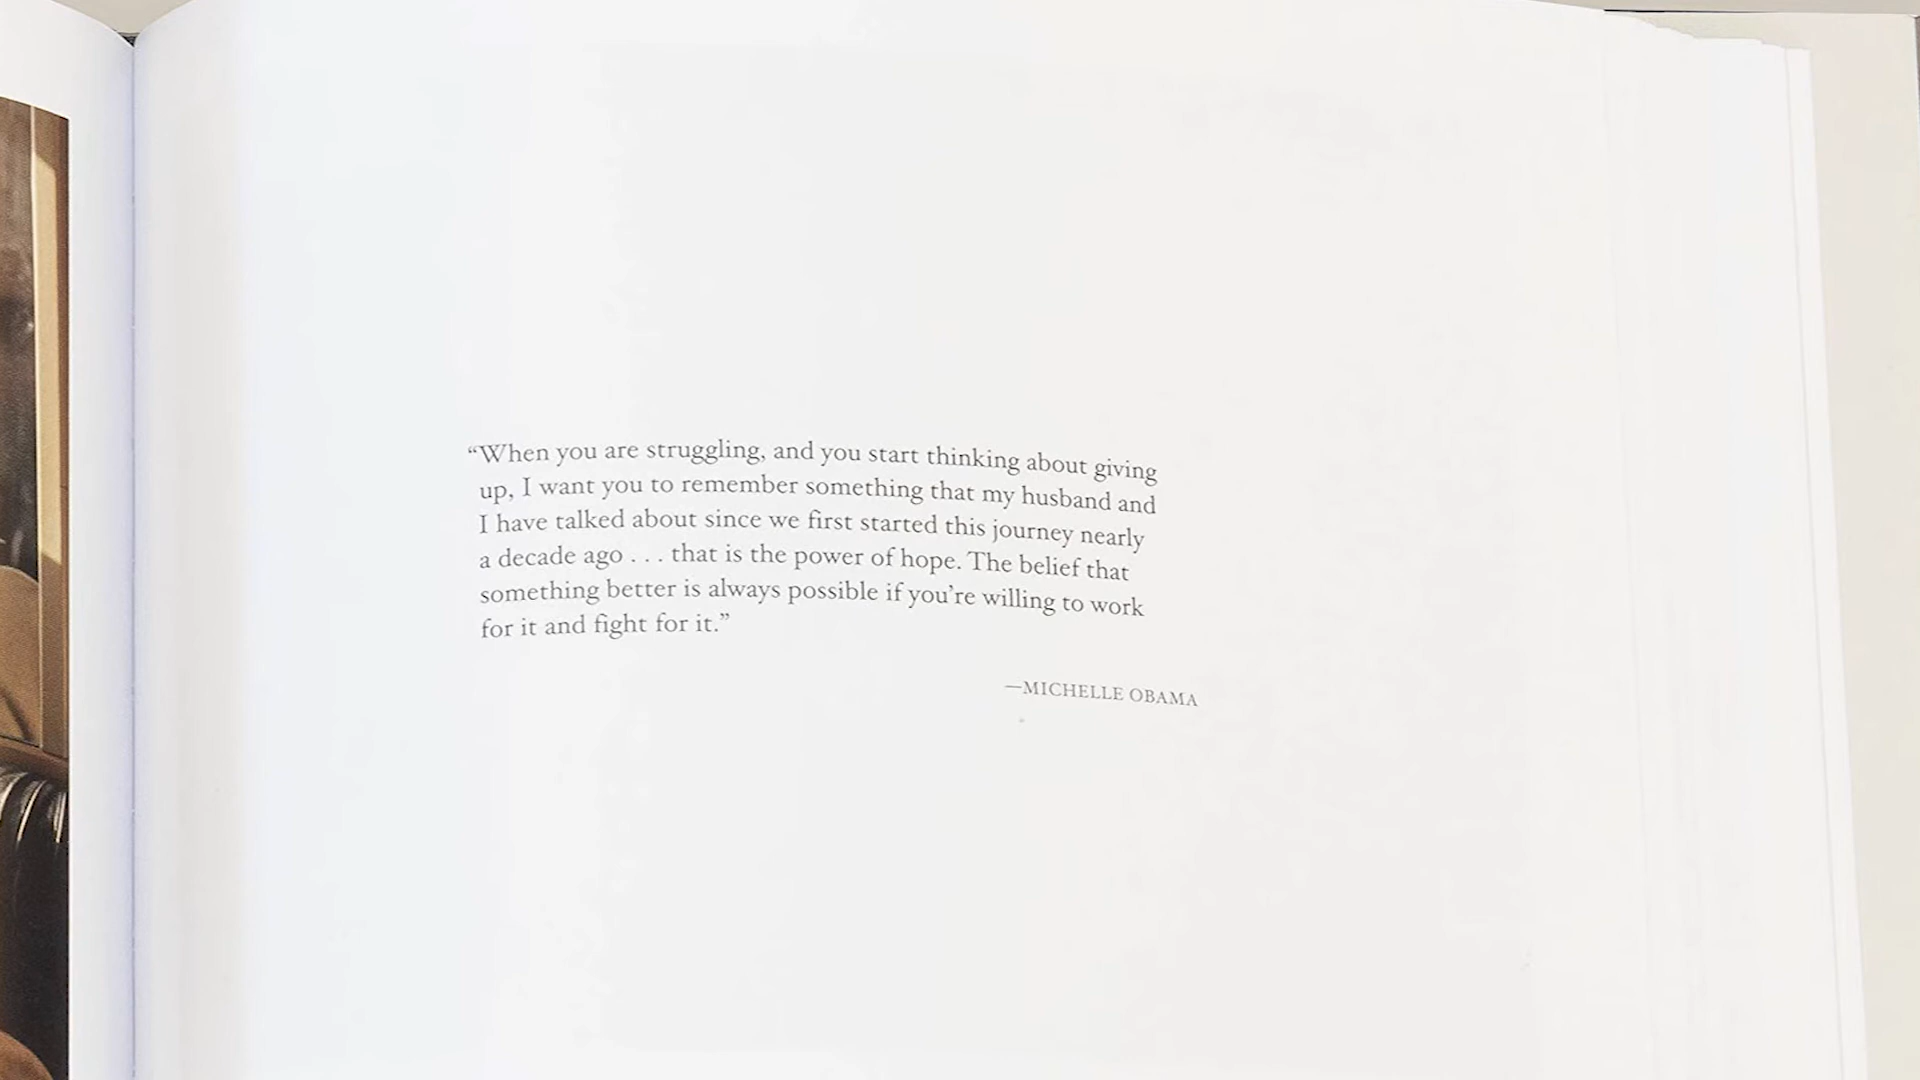 “When you are struggling, and you start thinking about giving
up, I want you to remember something that my husband and
I have talked about since we first started this journey nearly
a decade ago . . . that is the power of hope. The belief that
something better is always possible if you’re willing to work
for it and fight for it.”
—MICHELLE OBAMA